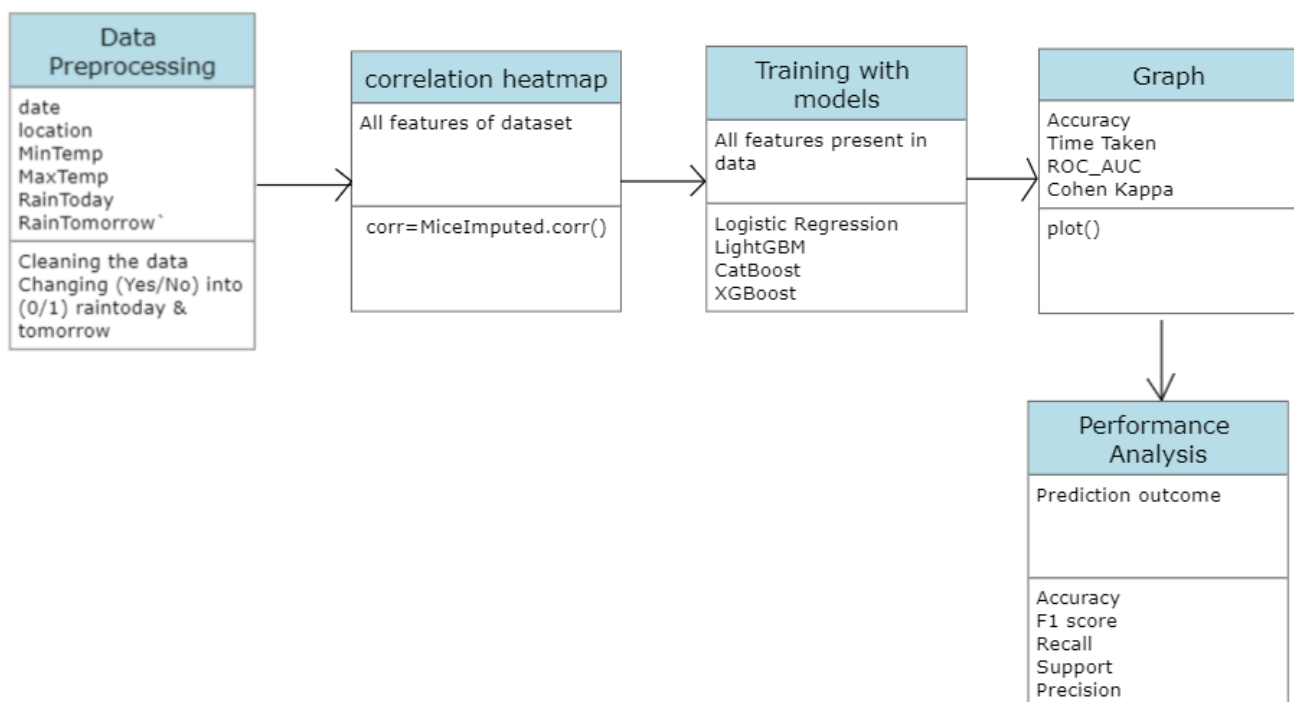 Data
Preprocessing
date
location
MinTemp
MaxTemp
RainToday
RainTomorrow`
Cleaning the data
Changing (Yes/No) into
(0/1) raintoday &
tomorrow
correlation heatmap
All features of dataset
corr=MiceImputed.corr()
Training with
models
All features present in
data
Logistic Regression
LightGBM
CatBoost
XGBoost
Graph
Accuracy
Time Taken
ROC_AUC
Cohen Kappa
plot()
Performance
Analysis
Prediction outcome
Accuracy
F1 score
Recall
Support
Precision